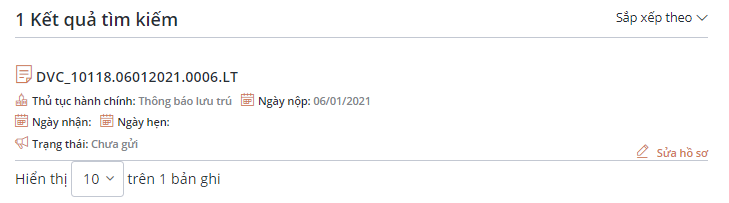 1 Kết quả tìm kiếm
Sắp xếp theo
DVC_10118.06012021.0006.LT
Thủ tục hành chính: Thông báo lưu trú Ngày nộp: 06/01/2021
Ngày nhận: Ngày hẹn:
Trạng thái: Chưa gửi
Sửa hồ sơ
Hiển thị 10 trên 1 bản ghi